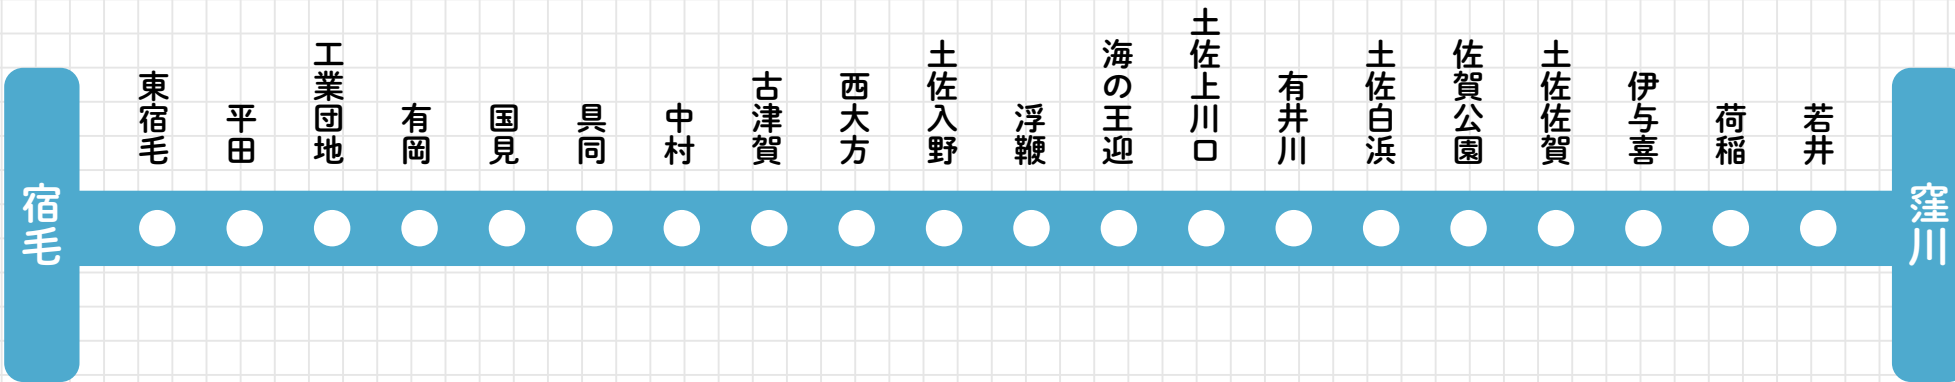 宿毛
東宿毛
平田
工業団地
有岡
国見
具同
中村
古津賀
西大方
土佐入野
浮鞭
海の王迎
土佐上川口
有井川
土佐白浜
佐賀公園
土佐佐賀
伊与喜
荷稲
若井
窪川